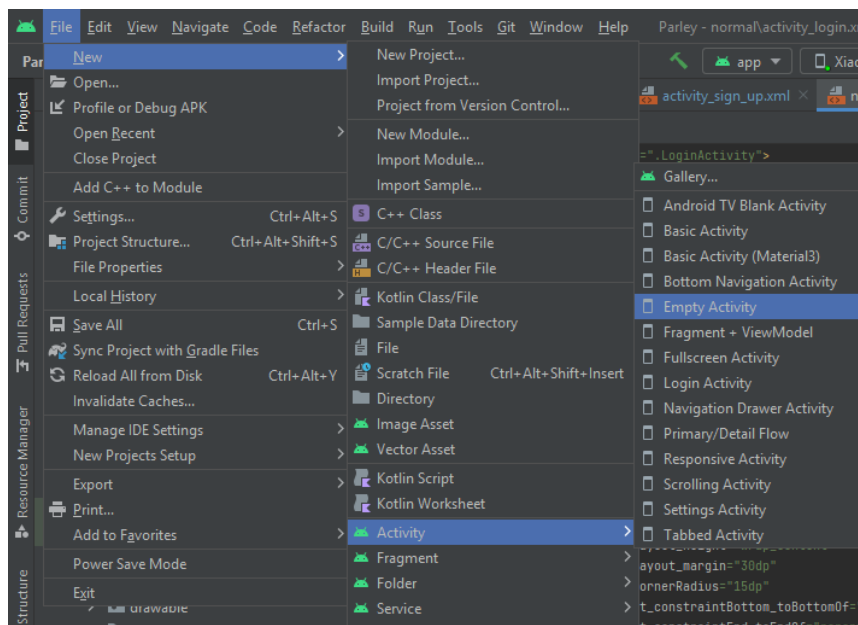 File Edit View Navigate Code Refactor Build Run Tools Git Window Help Parley - normal\activity_login.x
Par
app
Xiao
Project
Commit
Pull Requests
Resource Manager
Structure
New
Open...
Profile or Debug APK
Open Recent
Close Project
Add C++ to Module
Settings... Ctrl+Alt+S
Project Structure... Ctrl+Alt+Shift+S
File Properties
Local History
Save All Ctrl+S
Sync Project with Gradle Files
Reload All from Disk Ctrl+Alt+Y
Invalidate Caches...
Manage IDE Settings
New Projects Setup
Export
Print...
Add to Favorites
Power Save Mode
Exit
drawable
New Project...
Import Project...
Project from Version Control...
New Module...
Import Module...
Import Sample...
S C++ Class
C/C++ Source File
C/C++ Header File
Kotlin Class/File
Sample Data Directory
File
Scratch File Ctrl+Alt+Shift+Insert
Directory
Image Asset
Vector Asset
Kotlin Script
Kotlin Worksheet
Activity
Fragment
Folder
Service
activity_sign_up.xml
n
=".LoginActivity">
Gallery...
Android TV Blank Activity
Basic Activity
Basic Activity (Material3)
Bottom Navigation Activity
Empty Activity
Fragment + ViewModel
Fullscreen Activity
Login Activity
Navigation Drawer Activity
Primary/Detail Flow
Responsive Activity
Scrolling Activity
Settings Activity
Tabbed Activity
ayout_margin="30dp"
ornerRadius="15dp"
t_constraintBottom_toBottomOf=